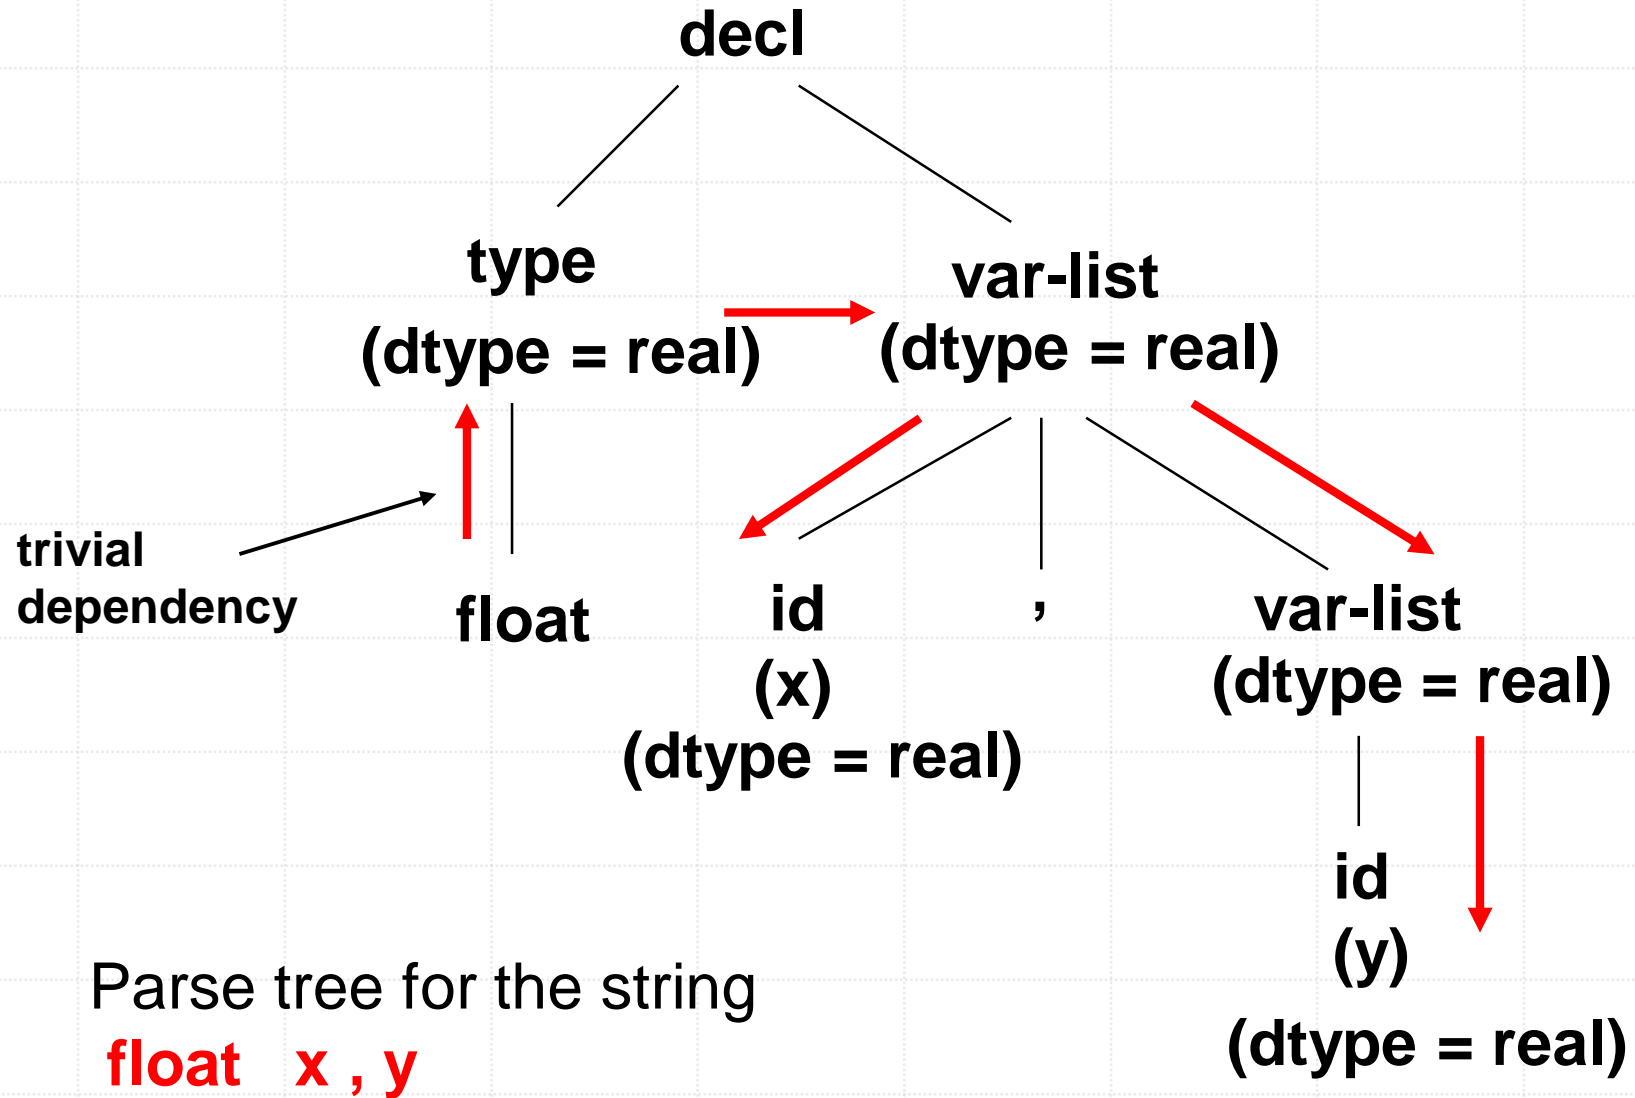 decl
type
var-list
(dtype = real)
(dtype = real)
trivial
dependency
float
id
,
var-list
(x)
(dtype = real)
(dtype = real)
id
(y)
(dtype = real)
Parse tree for the string
float x , y